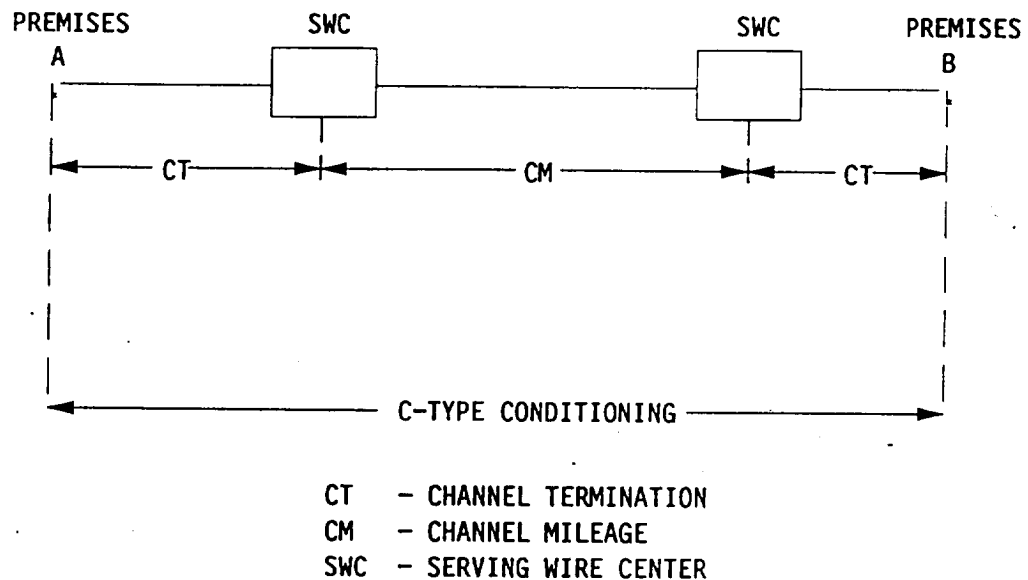 PREMISES SWC SWC PREMISES
A B
CT CM CT
C-TYPE CONDITIONING
CT - CHANNEL TERMINATION
CM - CHANNEL MILEAGE
SWC - SERVING WIRE CENTER